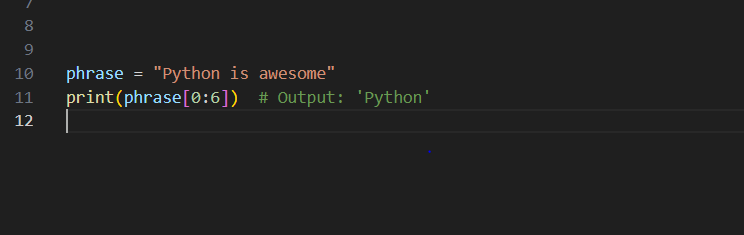 7
8
9
10 phrase = "Python is awesome"
11 print(phrase[0:6])  # Output: 'Python'
12